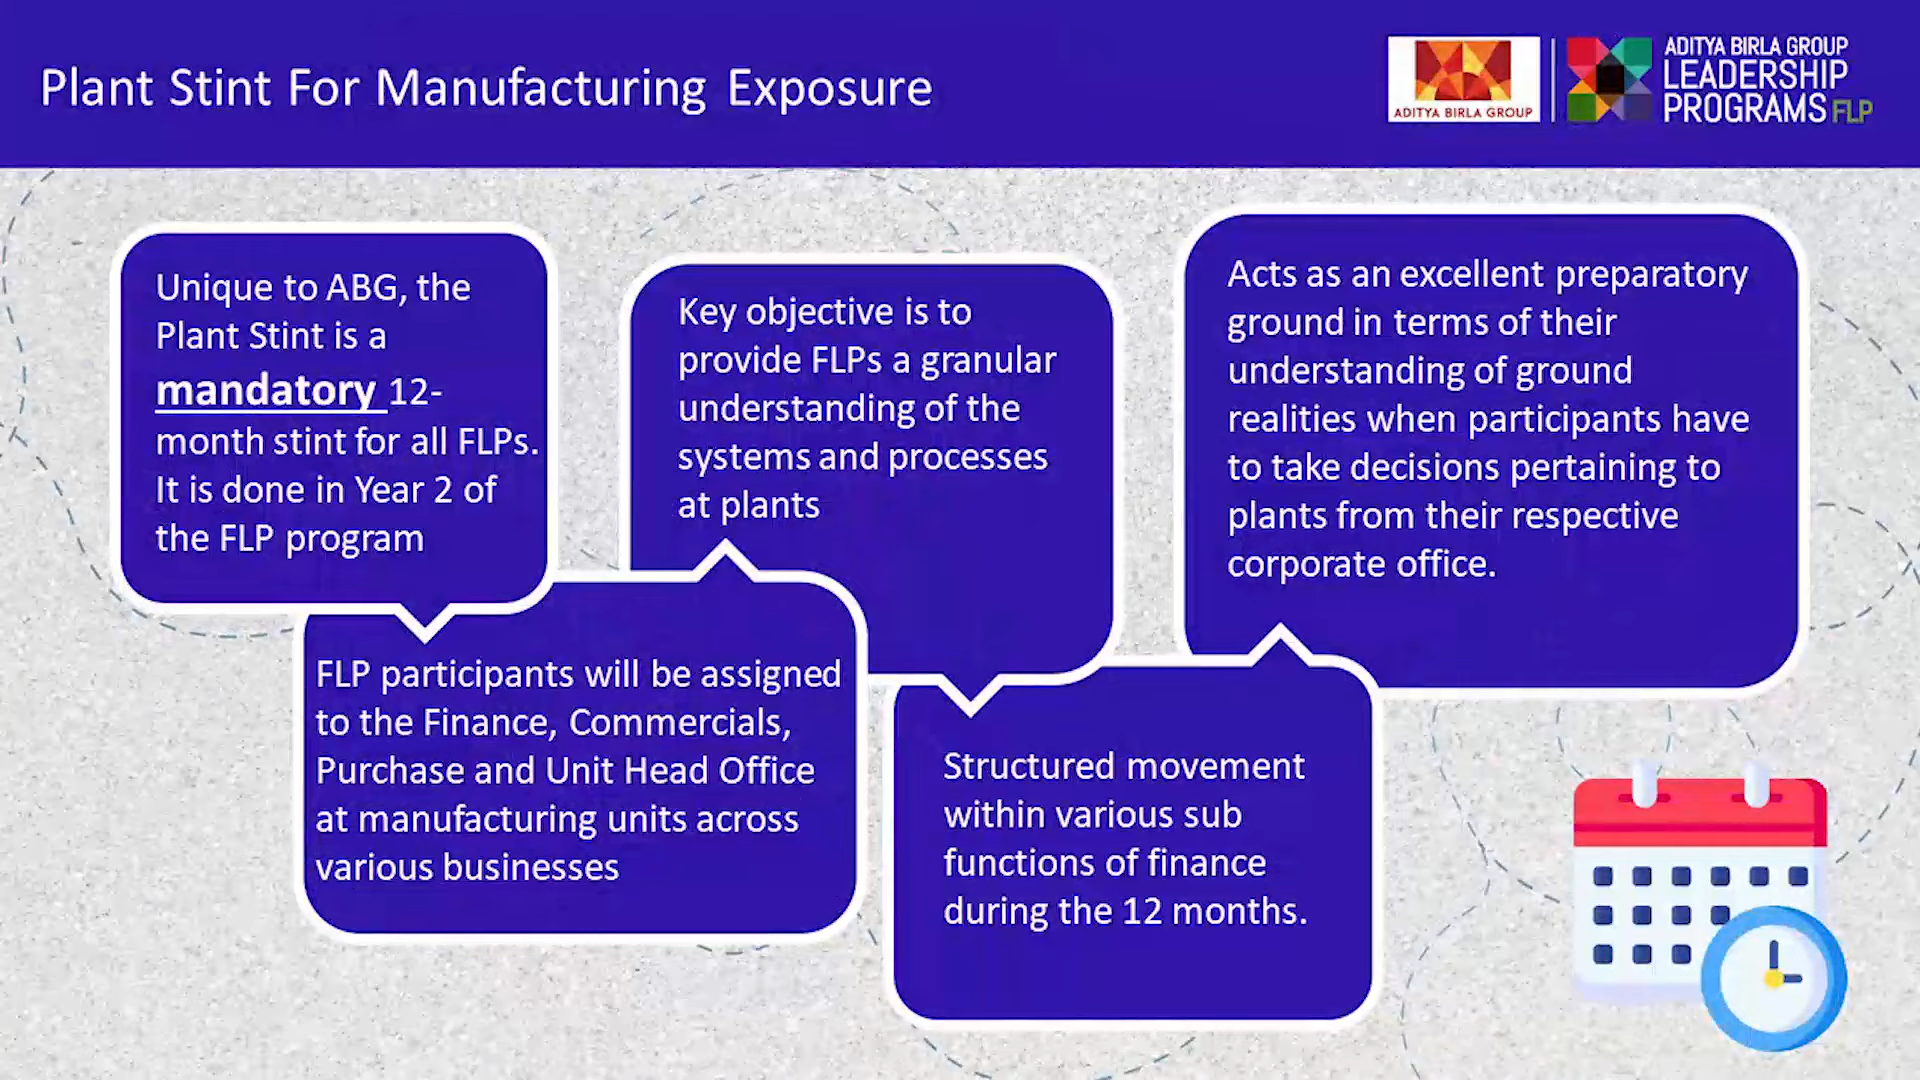 Plant Stint For Manufacturing Exposure
ADITYA BIRLA GROUP
ADITYA BIRLA GROUP
LEADERSHIP
PROGRAMS FLP
Unique to ABG, the
Plant Stint is a
mandatory 12-
month stint for all FLPs.
It is done in Year 2 of
the FLP program
FLP participants will be assigned
to the Finance, Commercials,
Purchase and Unit Head Office
at manufacturing units across
various businesses
Key objective is to
provide FLPs a granular
understanding of the
systems and processes
at plants
Structured movement
within various sub
functions of finance
during the 12 months.
Acts as an excellent preparatory
ground in terms of their
understanding of ground
realities when participants have
to take decisions pertaining to
plants from their respective
corporate office.